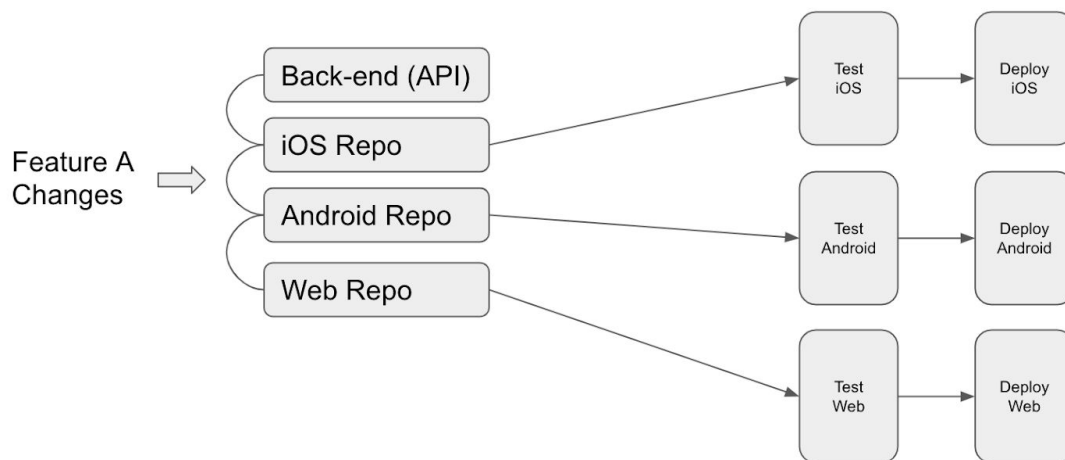 Feature A
Changes
Back-end (API)
iOS Repo
Android Repo
Web Repo
Test
iOS
Deploy
iOS
Test
Android
Deploy
Android
Test
Web
Deploy
Web